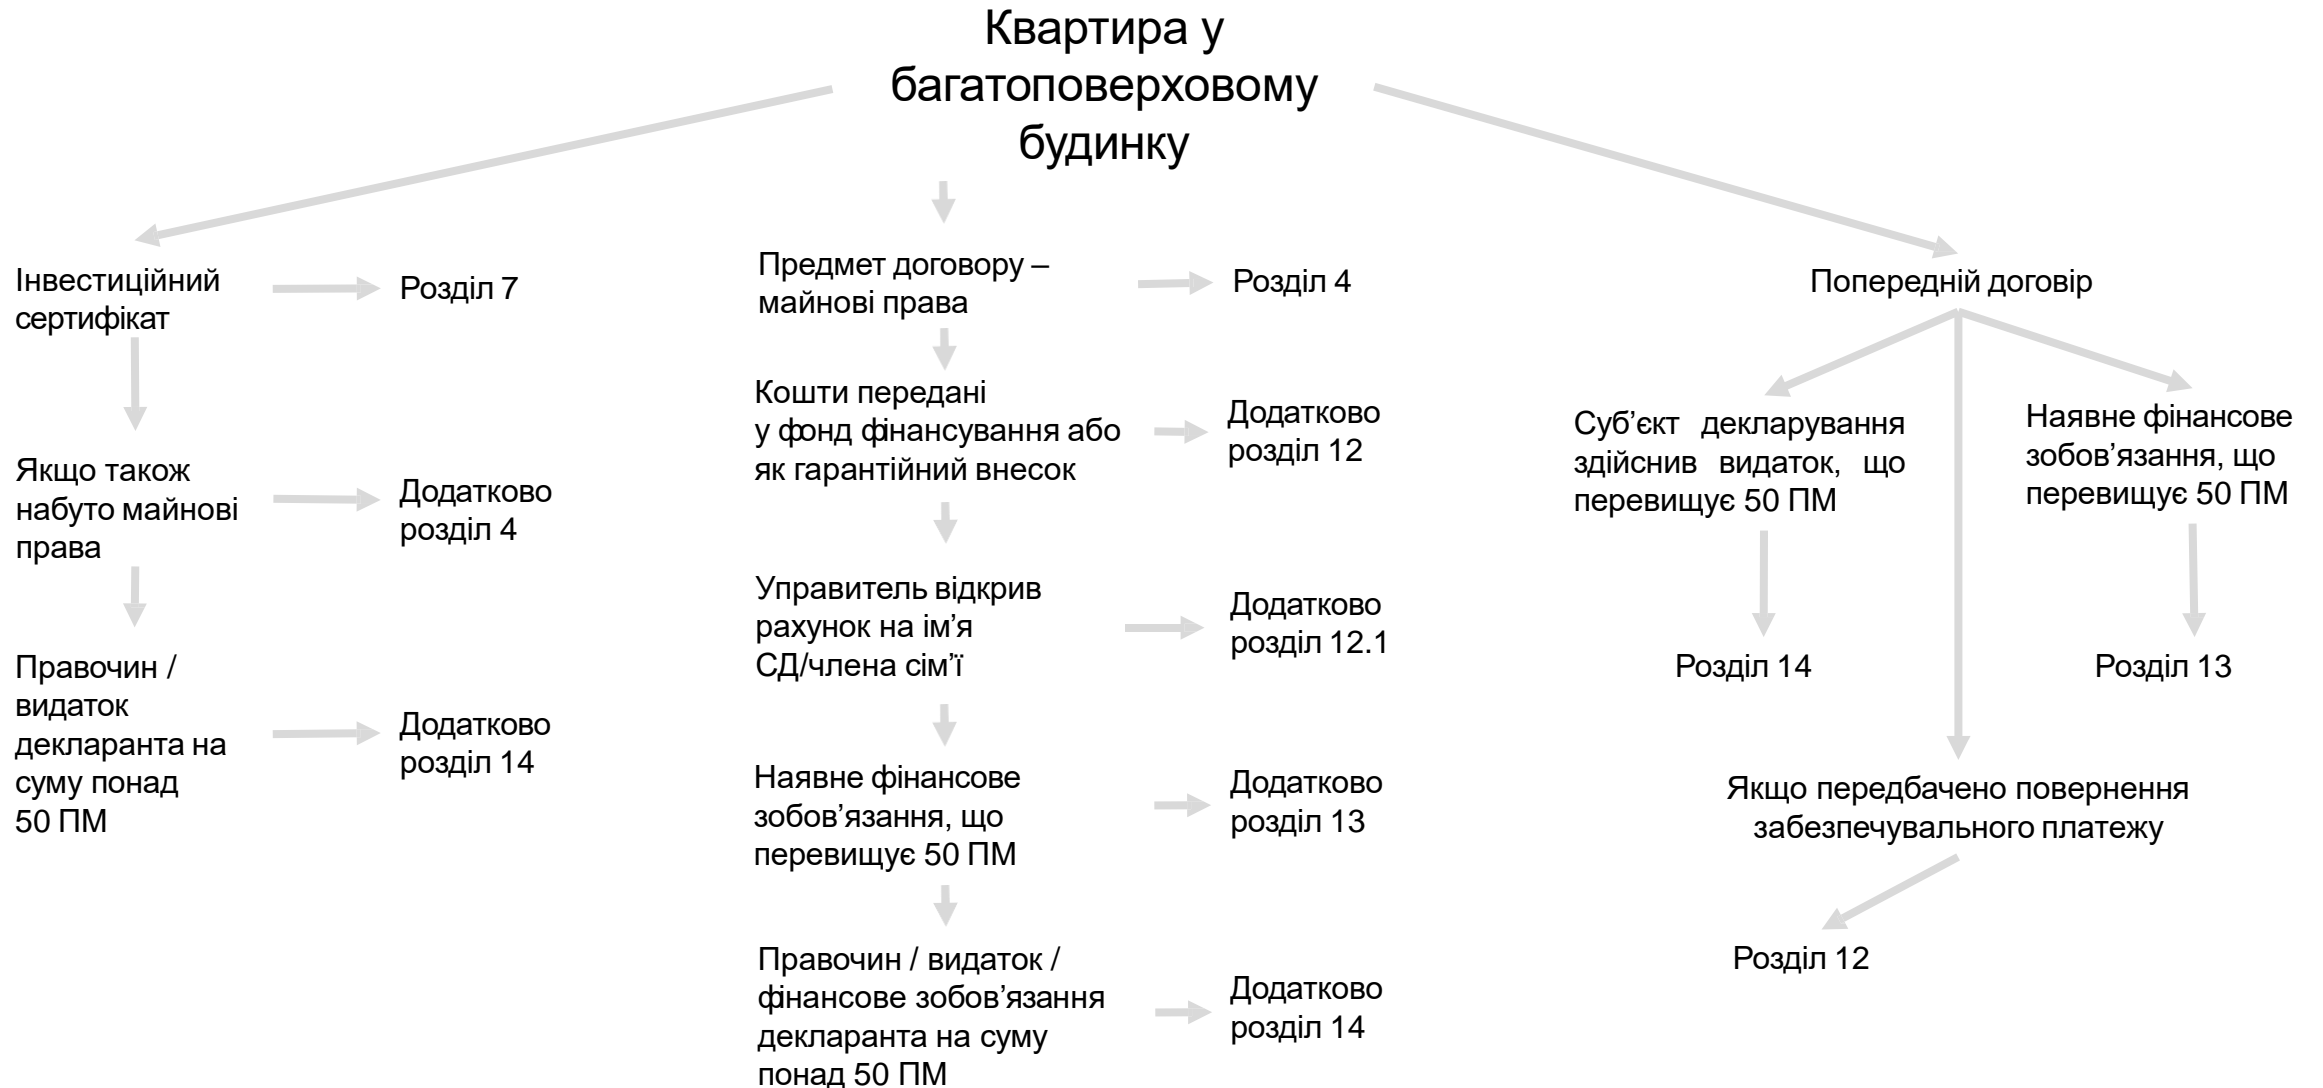 Квартира у
багатоповерховому
будинку
Інвестиційний
сертифікат
Розділ 7
Якщо також
набуто майнові
права
Додатково
розділ 4
Правочин /
видаток
декларанта на
суму понад
50 ПМ
Додатково
розділ 14
Предмет договору –
майнові права
Розділ 4
Кошти передані
у фонд фінансування або
як гарантійний внесок
Додатково
розділ 12
Управитель відкрив
рахунок на ім’я
СД/члена сім’ї
Додатково
розділ 12.1
Наявне фінансове
зобов’язання, що
перевищує 50 ПМ
Додатково
розділ 13
Правочин / видаток /
фінансове зобов’язання
декларанта на суму
понад 50 ПМ
Додатково
розділ 14
Попередній договір
Суб’єкт декларування
здійснив видаток, що
перевищує 50 ПМ
Розділ 14
Наявне фінансове
зобов’язання, що
перевищує 50 ПМ
Розділ 13
Якщо передбачено повернення
забезпечувального платежу
Розділ 12